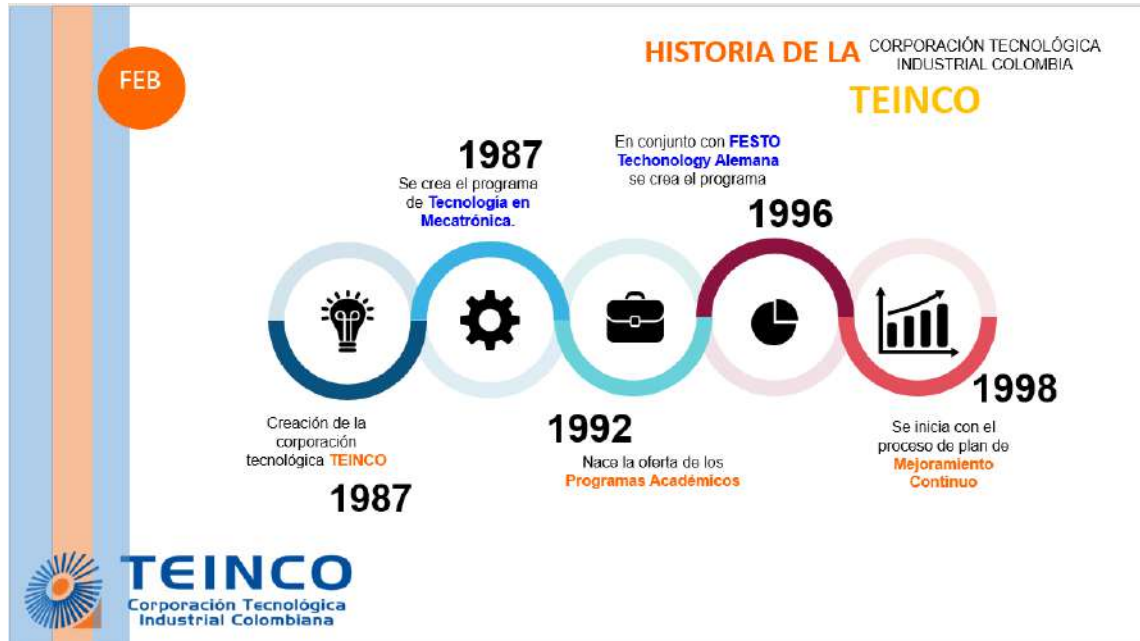 FEB
HISTORIA DE LA
CORPORACIÓN TECNOLÓGICA
INDUSTRIAL COLOMBIA
TEINCO
1987
Se crea el programa
de Tecnología en
Mecatrónica.
En conjunto con FESTO
Techonology Alemana
se crea el programa
1996
Creación de la
corporación
tecnológica TEINCO
1987
1992
Nace la oferta de los
Programas Académicos
1998
Se inicia con el
proceso de plan de
Mejoramiento
Continuo
TEINCO
Corporación Tecnológica
Industrial Colombiana